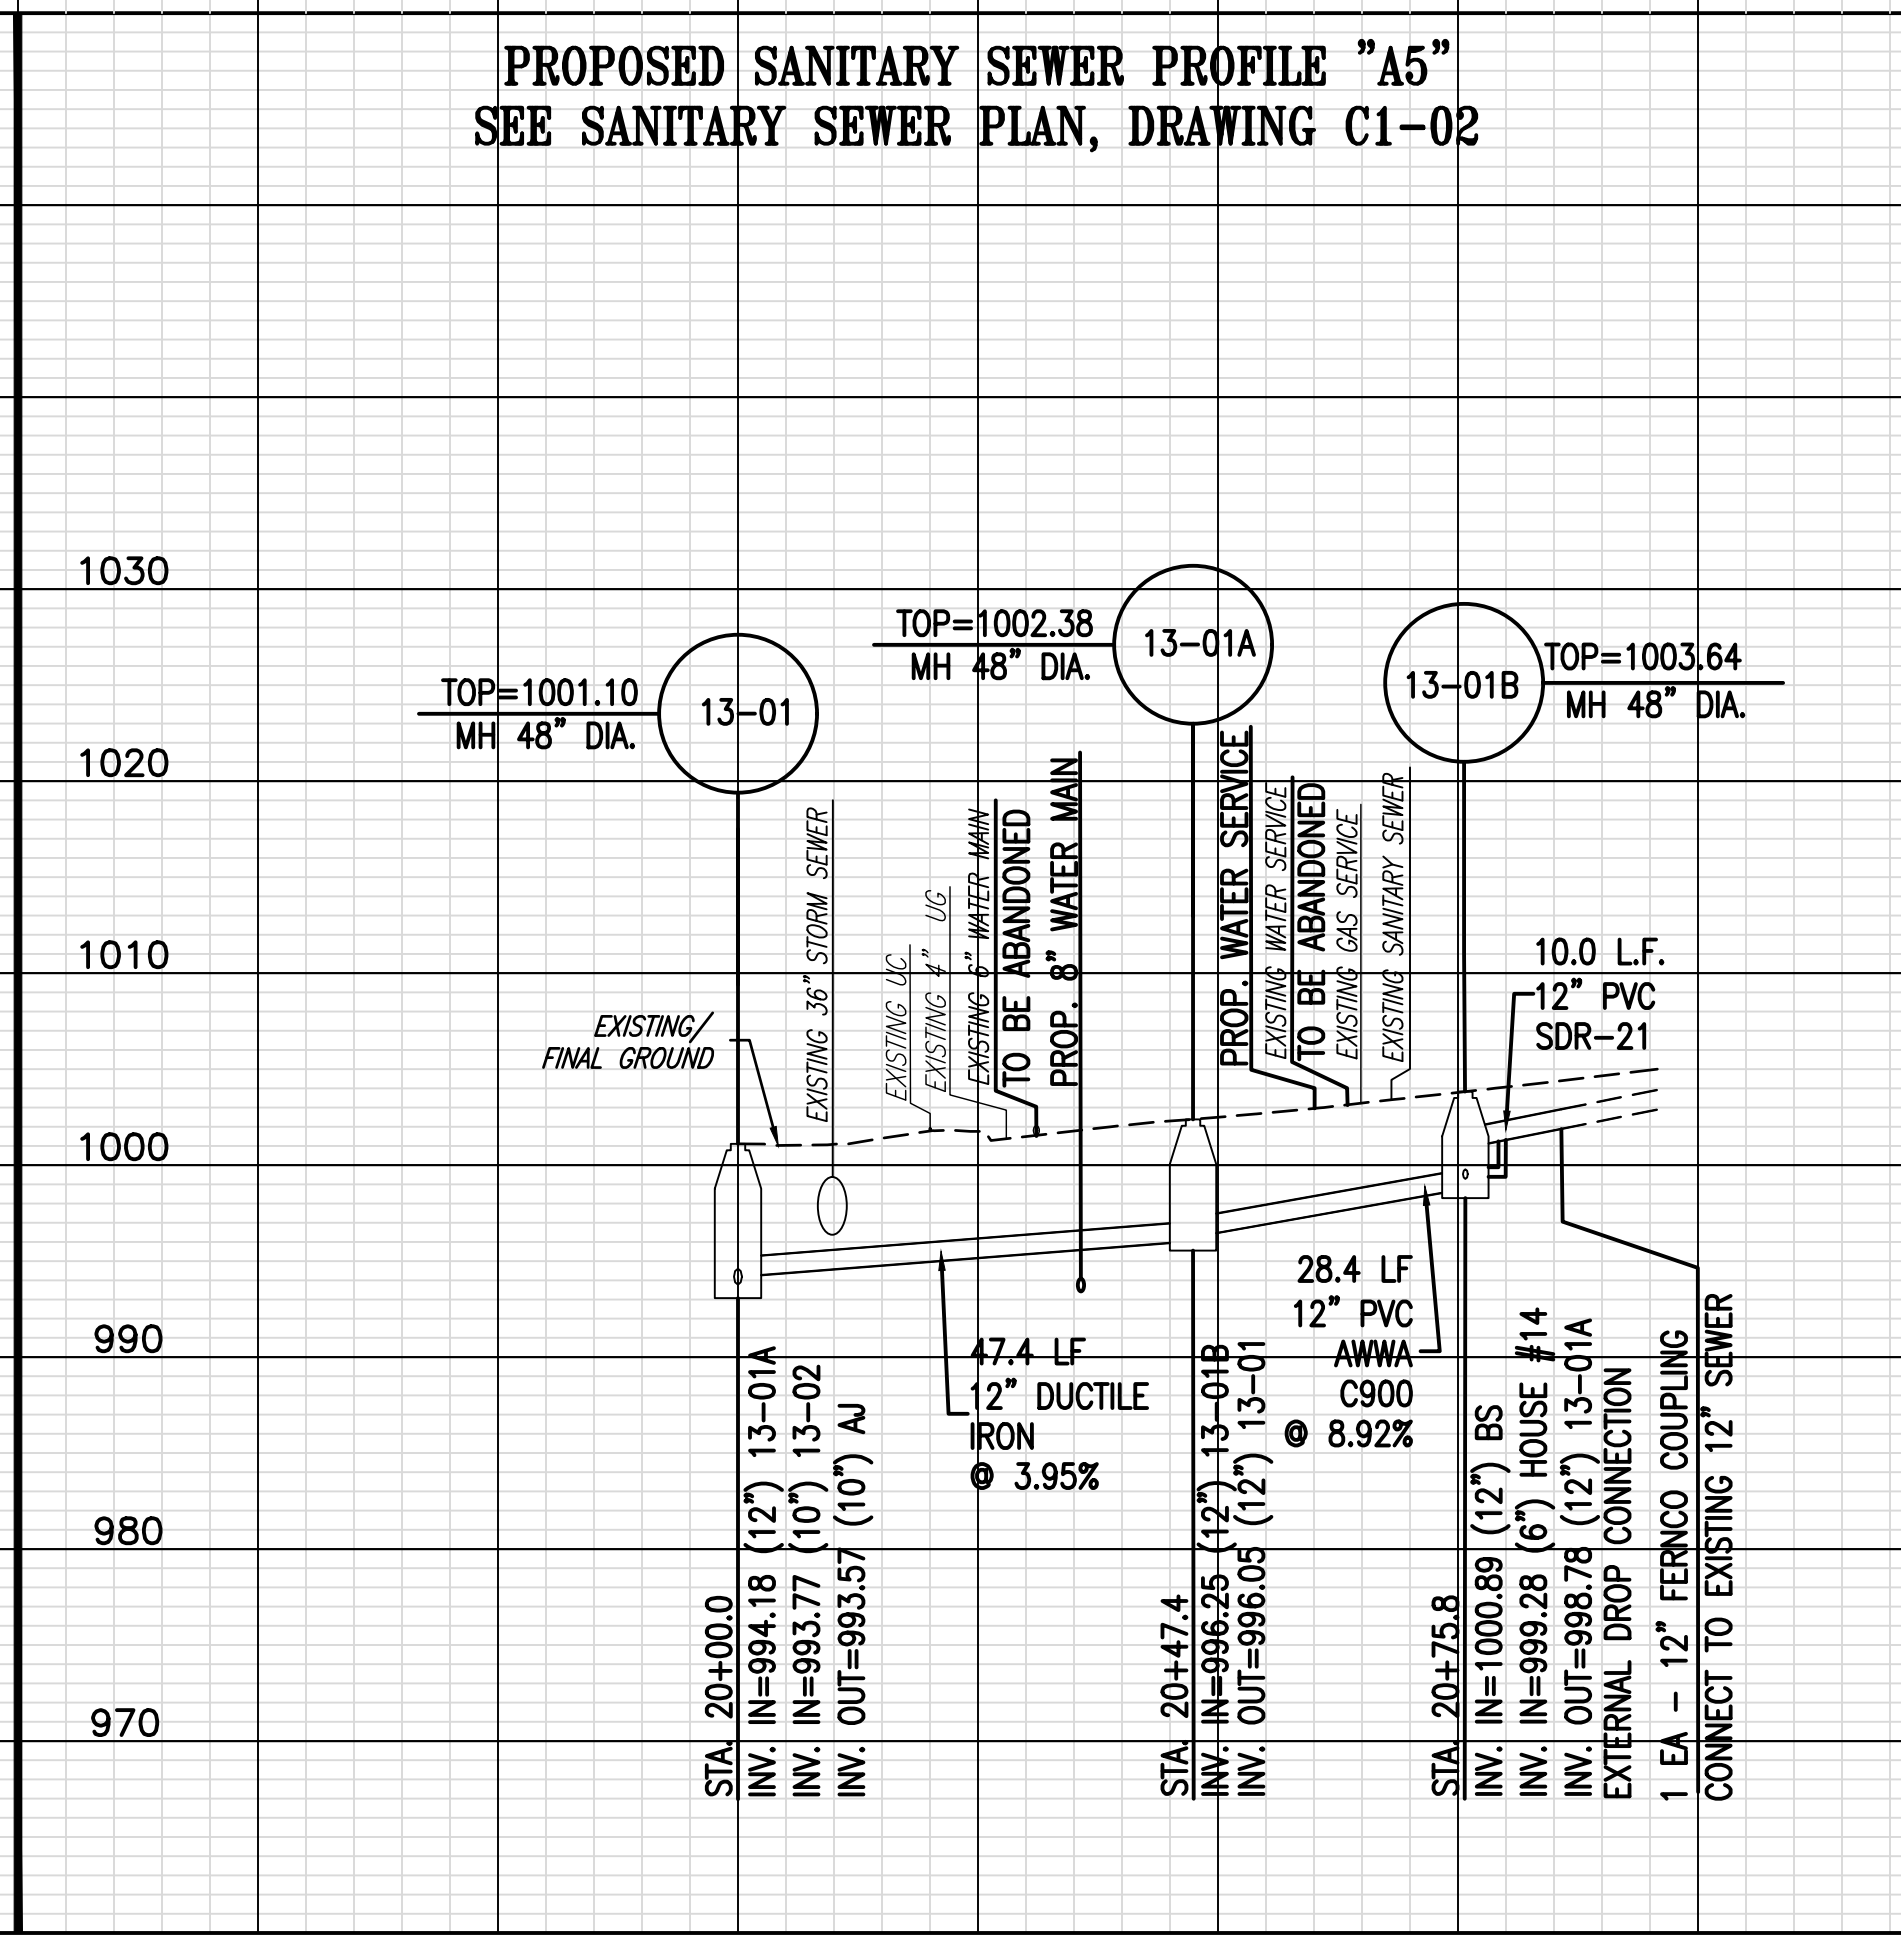 PROPOSED SANITARY SEWER PROFILE "A5"
SEE SANITARY SEWER PLAN, DRAWING C1-02
1030
1020
1010
1000
990
980
970
TOP=1001.10
MH 48" DIA.
13-01
TOP=1002.38
MH 48" DIA.
13-01A
TOP=1003.64
MH 48" DIA.
13-01B
EXISTING/
FINAL GROUND
EXISTING 36" STORM SEWER
EXISTING UC
EXISTING 4" UG
EXISTING 6" WATER MAIN
TO BE ABANDONED
PROP. 8" WATER MAIN
PROP. WATER SERVICE
EXISTING WATER SERVICE
TO BE ABANDONED
EXISTING GAS SERVICE
EXISTING SANITARY SEWER
10.0 L.F.
12" PVC
SDR-21
47.4 LF
12" DUCTILE
IRON
@ 3.95%
28.4 LF
12" PVC
AWWA
C900
@ 8.92%
STA. 20+00.0
INV. IN=994.18 (12") 13-01A
INV. IN=993.77 (10") 13-02
INV. OUT=993.57 (10") AJ
STA. 20+47.4
INV. IN=996.25 (12") 13-01B
INV. OUT=996.05 (12") 13-01
STA. 20+75.8
INV. IN=1000.89 (12") BS
INV. IN=999.28 (6") HOUSE #14
INV. OUT=998.78 (12") 13-01A
EXTERNAL DROP CONNECTION
1 EA - 12" FERNCO COUPLING
CONNECT TO EXISTING 12" SEWER